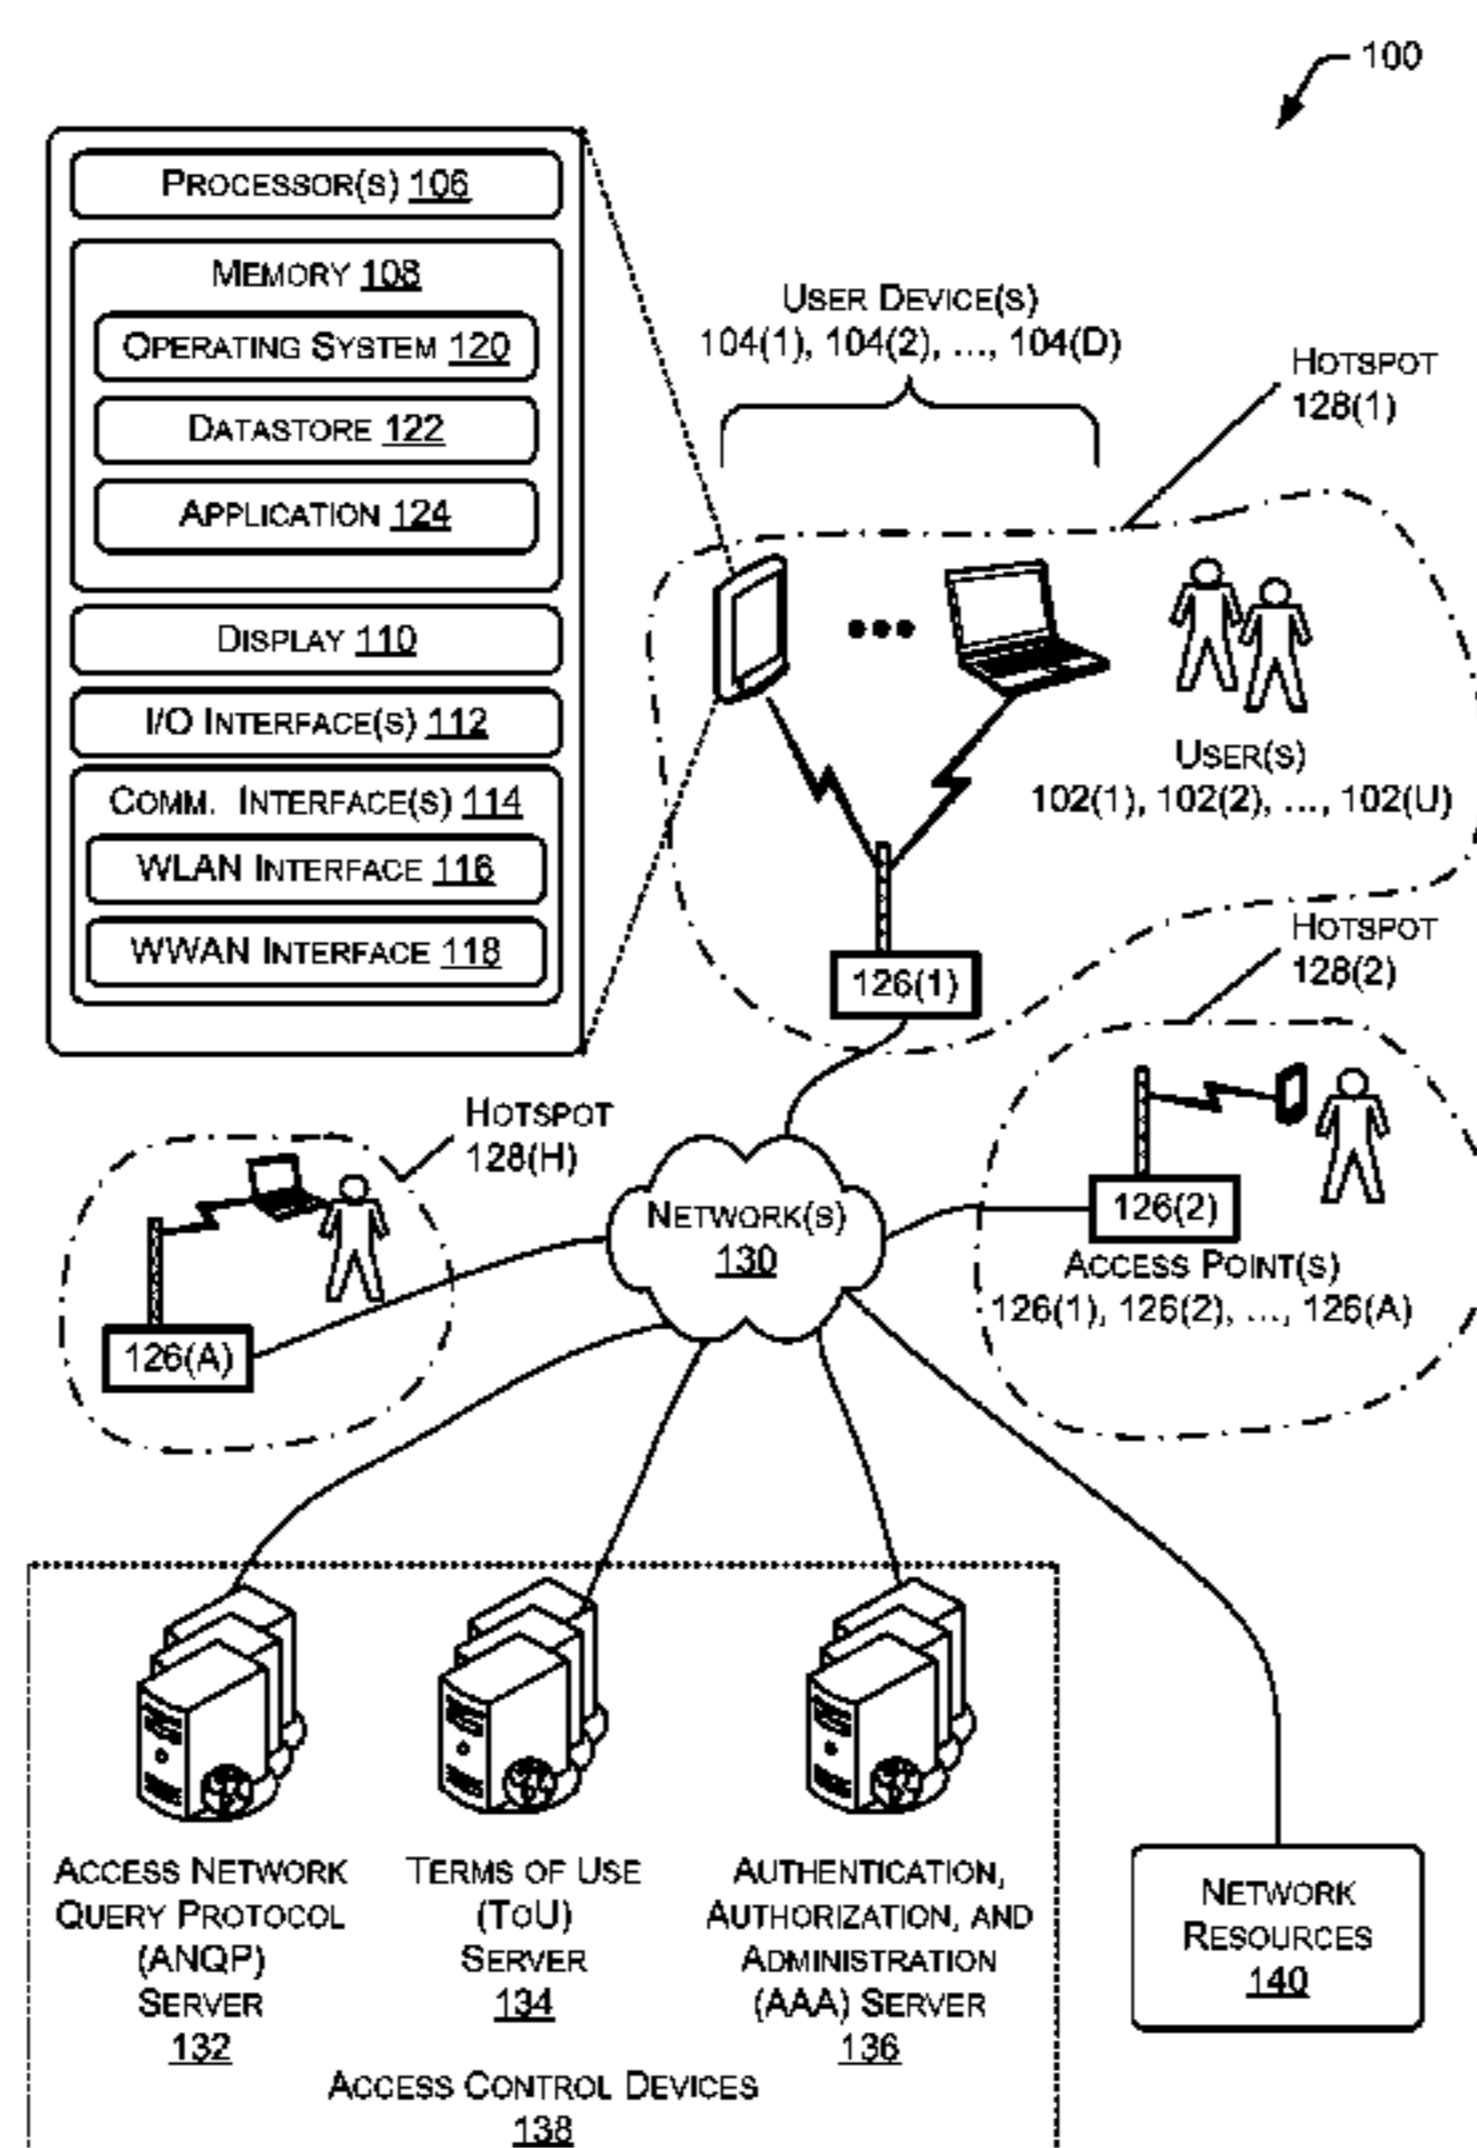 100
PROCESSOR(S) 106
MEMORY 108
OPERATING SYSTEM 120
DATASTORE 122
APPLICATION 124
DISPLAY 110
I/O INTERFACE(S) 112
COMM. INTERFACE(S) 114
WLAN INTERFACE 116
WWAN INTERFACE 118
USER DEVICE(S)
104(1), 104(2), ..., 104(D)
HOTSPOT
128(1)
USER(S)
102(1), 102(2), ..., 102(U)
126(1)
HOTSPOT
128(2)
126(2)
ACCESS POINT(S)
126(1), 126(2), ..., 126(A)
HOTSPOT
128(H)
126(A)
NETWORK(S)
130
ACCESS NETWORK
QUERY PROTOCOL
(ANQP)
SERVER
132
TERMS OF USE
(TOU)
SERVER
134
AUTHENTICATION,
AUTHORIZATION, AND
ADMINISTRATION
(AAA) SERVER
136
ACCESS CONTROL DEVICES
138
NETWORK
RESOURCES
140